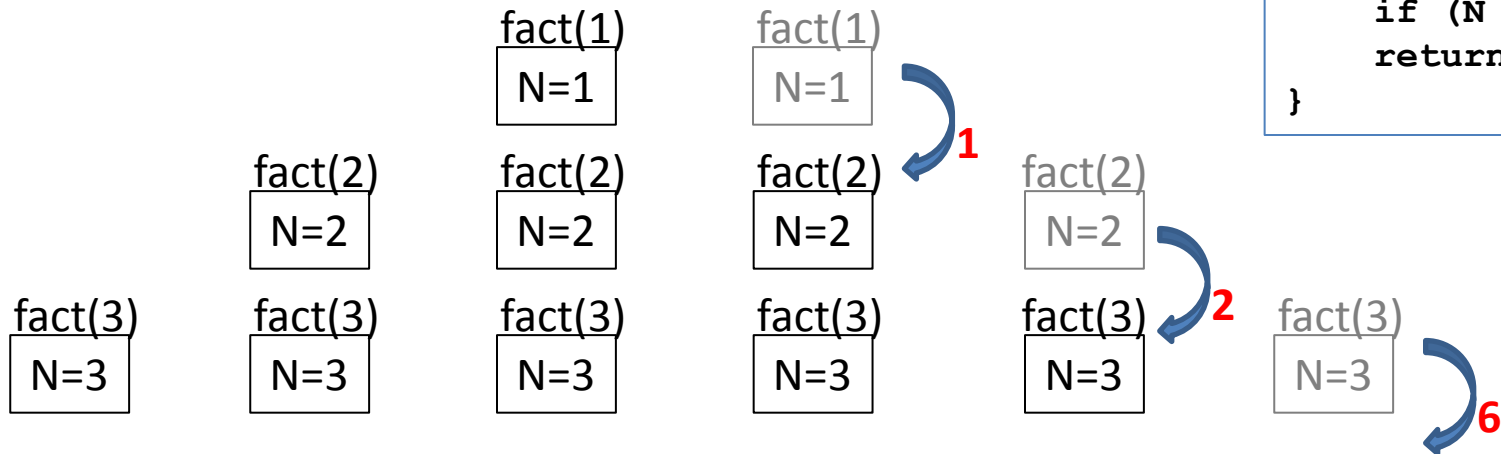 if (N
return
}
fact(1) fact(1)
N=1 N=1
1
fact(2) fact(2) fact(2) fact(2)
N=2 N=2 N=2 N=2
2
fact(3) fact(3) fact(3) fact(3) fact(3) fact(3)
N=3 N=3 N=3 N=3 N=3 N=3
6